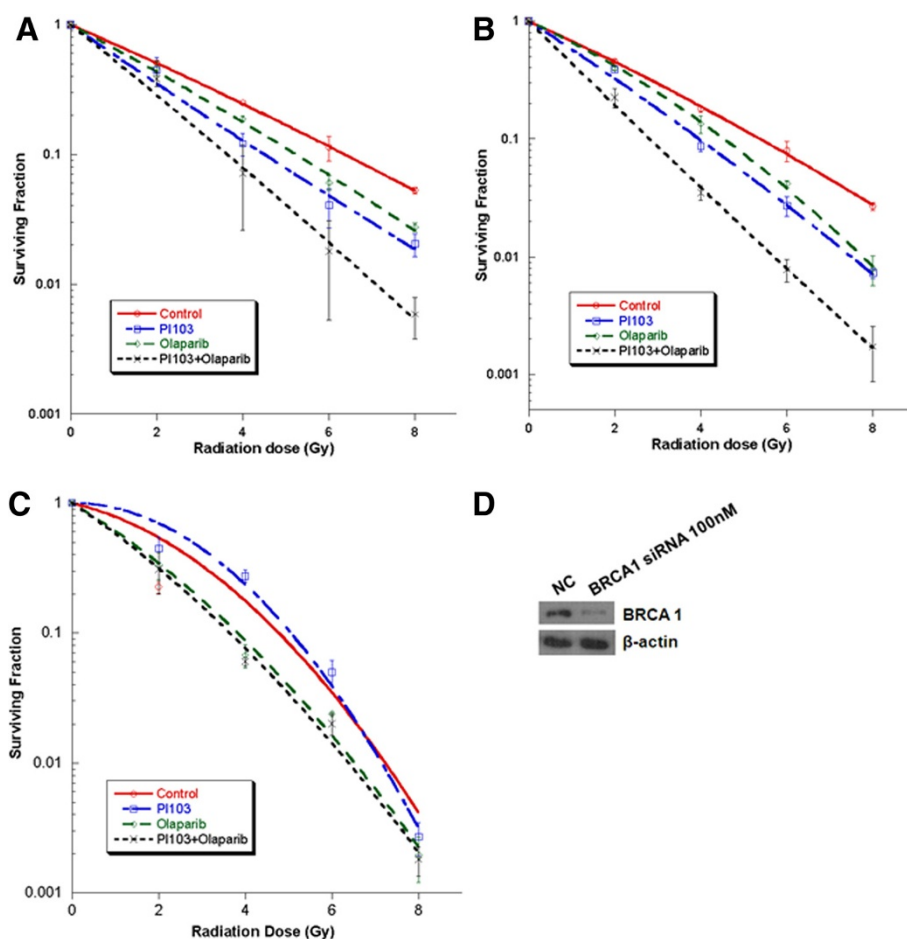 A
1
0.1
0.01
0.001
Surviving Fraction
Control
PI103
Olaparib
PI103+Olaparib
0 2 4 6 8
Radiation dose (Gy)
B
1
0.1
0.01
0.001
Surviving Fraction
Control
PI103
Olaparib
PI103+Olaparib
0 2 4 6 8
Radiation dose (Gy)
C
1
0.1
0.01
0.001
Surviving Fraction
Control
PI103
Olaparib
PI103+Olaparib
0 2 4 6 8
Radiation Dose (Gy)
D
NC
BRCA1 siRNA 100nM
BRCA 1
β-actin